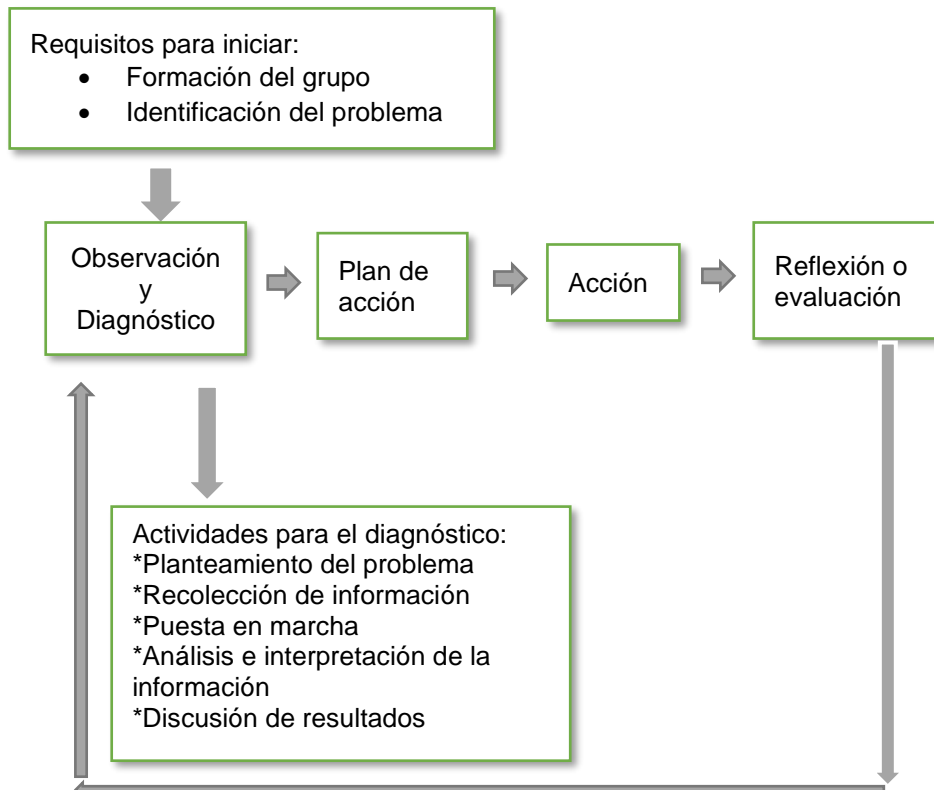 Requisitos para iniciar:
• Formación del grupo
• Identificación del problema
Observación
y
Diagnóstico
Plan de
acción
Acción
Reflexión o
evaluación
Actividades para el diagnóstico:
*Planteamiento del problema
*Recolección de información
*Puesta en marcha
*Análisis e interpretación de la
información
*Discusión de resultados